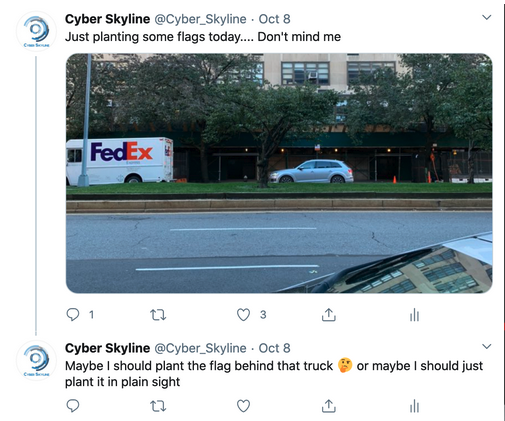 Cyber Skyline @Cyber_Skyline · Oct 8
Just planting some flags today.... Don't mind me
FedEx
1
3
Cyber Skyline @Cyber_Skyline · Oct 8
Maybe I should plant the flag behind that truck 🤔 or maybe I should just
plant it in plain sight